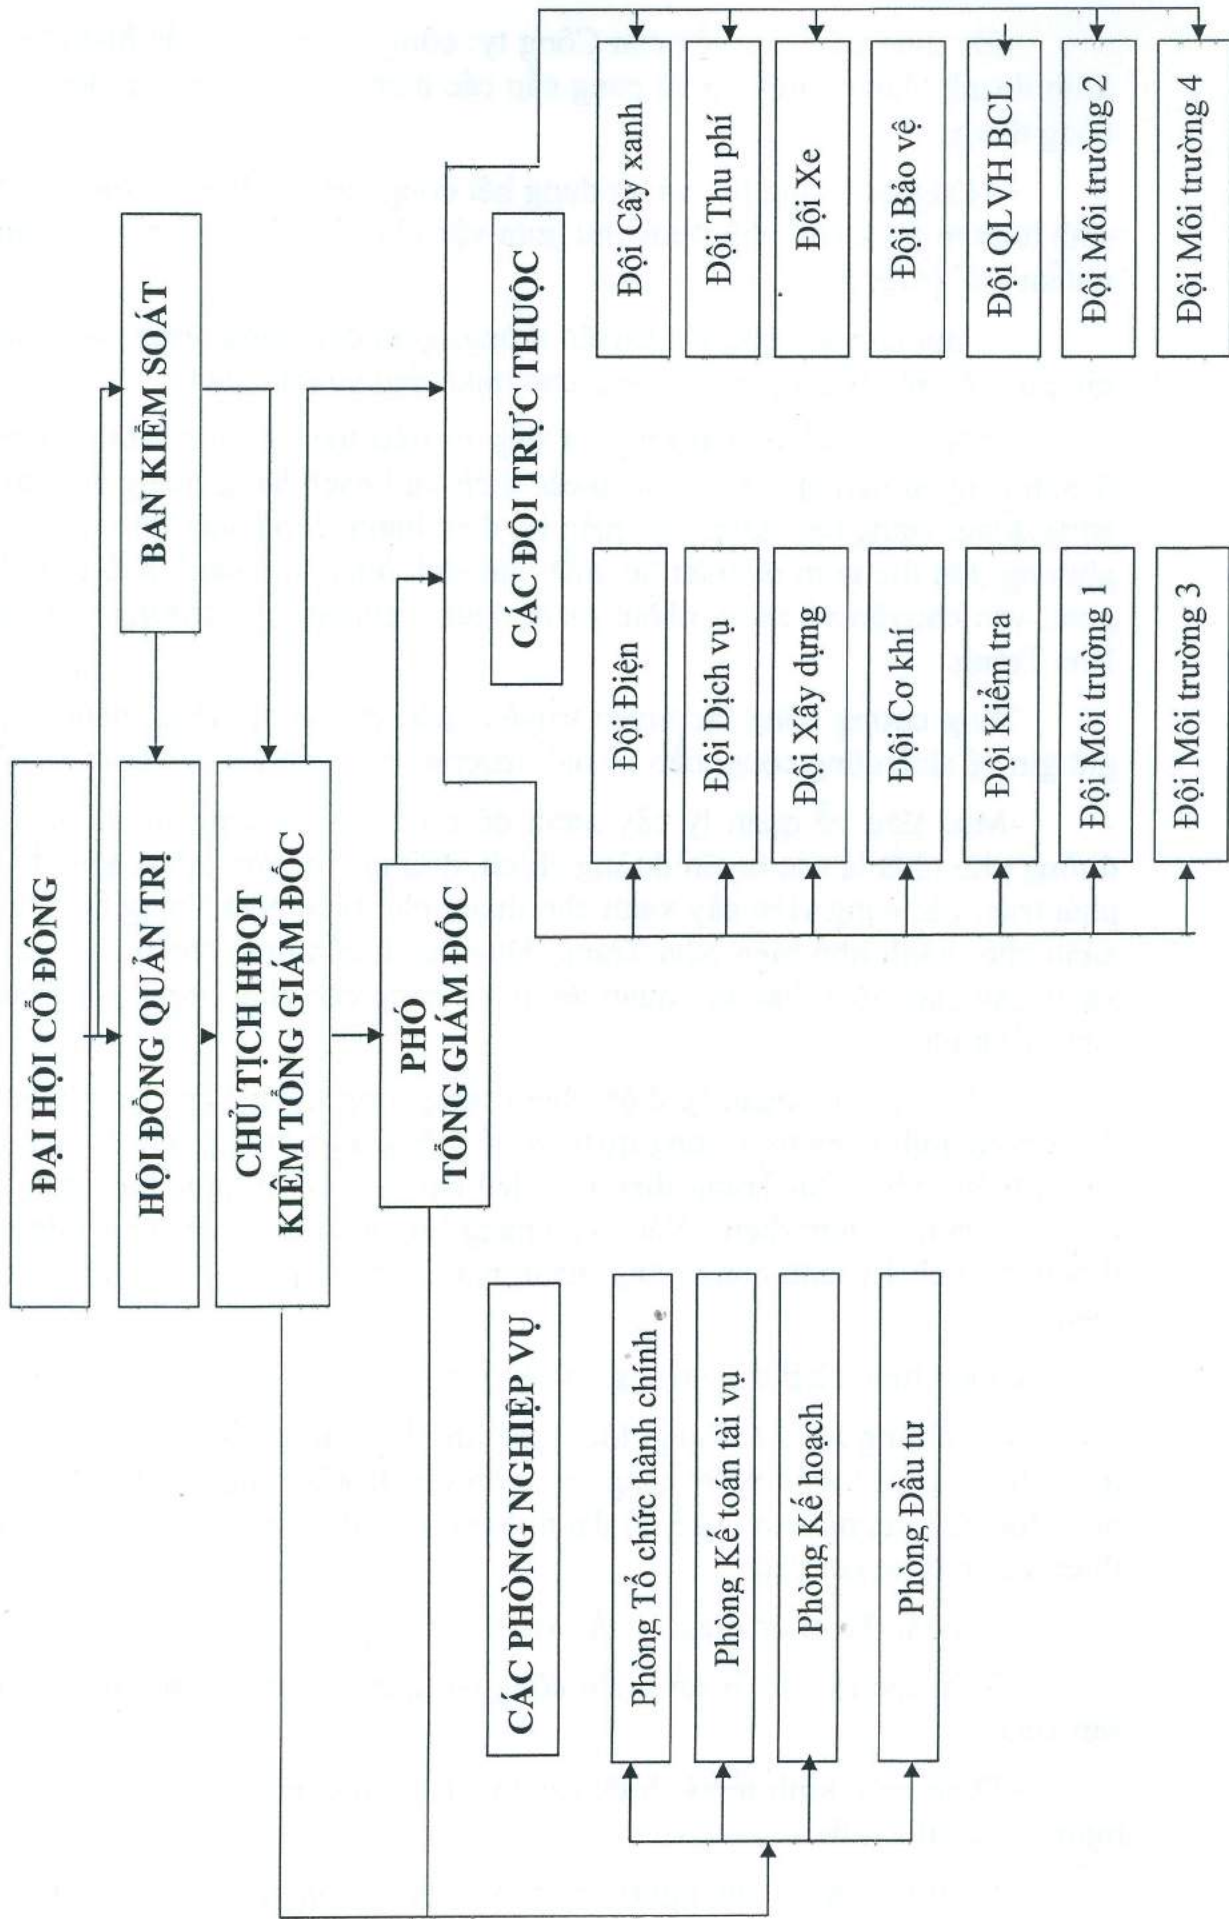 ĐẠI HỘI CỔ ĐÔNG
HỘI ĐỒNG QUẢN TRỊ
BAN KIỂM SOÁT
CHỦ TỊCH HĐQT
KIÊM TỔNG GIÁM ĐỐC
PHÓ
TỔNG GIÁM ĐỐC
CÁC PHÒNG NGHIỆP VỤ
CÁC ĐỘI TRỰC THUỘC
Phòng Tổ chức hành chính
Phòng Kế toán tài vụ
Phòng Kế hoạch
Phòng Đầu tư
Đội Điện
Đội Dịch vụ
Đội Xây dựng
Đội Cơ khí
Đội Kiểm tra
Đội Môi trường 1
Đội Môi trường 3
Đội Cây xanh
Đội Thu phí
Đội Xe
Đội Bảo vệ
Đội QLVH BCL
Đội Môi trường 2
Đội Môi trường 4